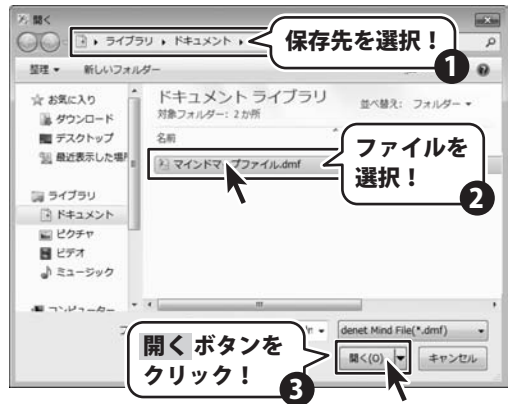 開く
ライブラリ ▸ ドキュメント ▸
保存先を選択！
1
整理 ▼ 新しいフォルダー
お気に入り
ダウンロード
デスクトップ
最近表示した場
ライブラリ
ドキュメント
ピクチャ
ビデオ
ミュージック
コンピューター
ドキュメント ライブラリ
対象フォルダー: 2 か所
並べ替え: フォルダー ▼
名前
マインドマ プファイル.dmf
ファイルを
選択！
2
denet Mind File(*.dmf)
開く(O)
キャンセル
開く ボタンを
クリック！
3